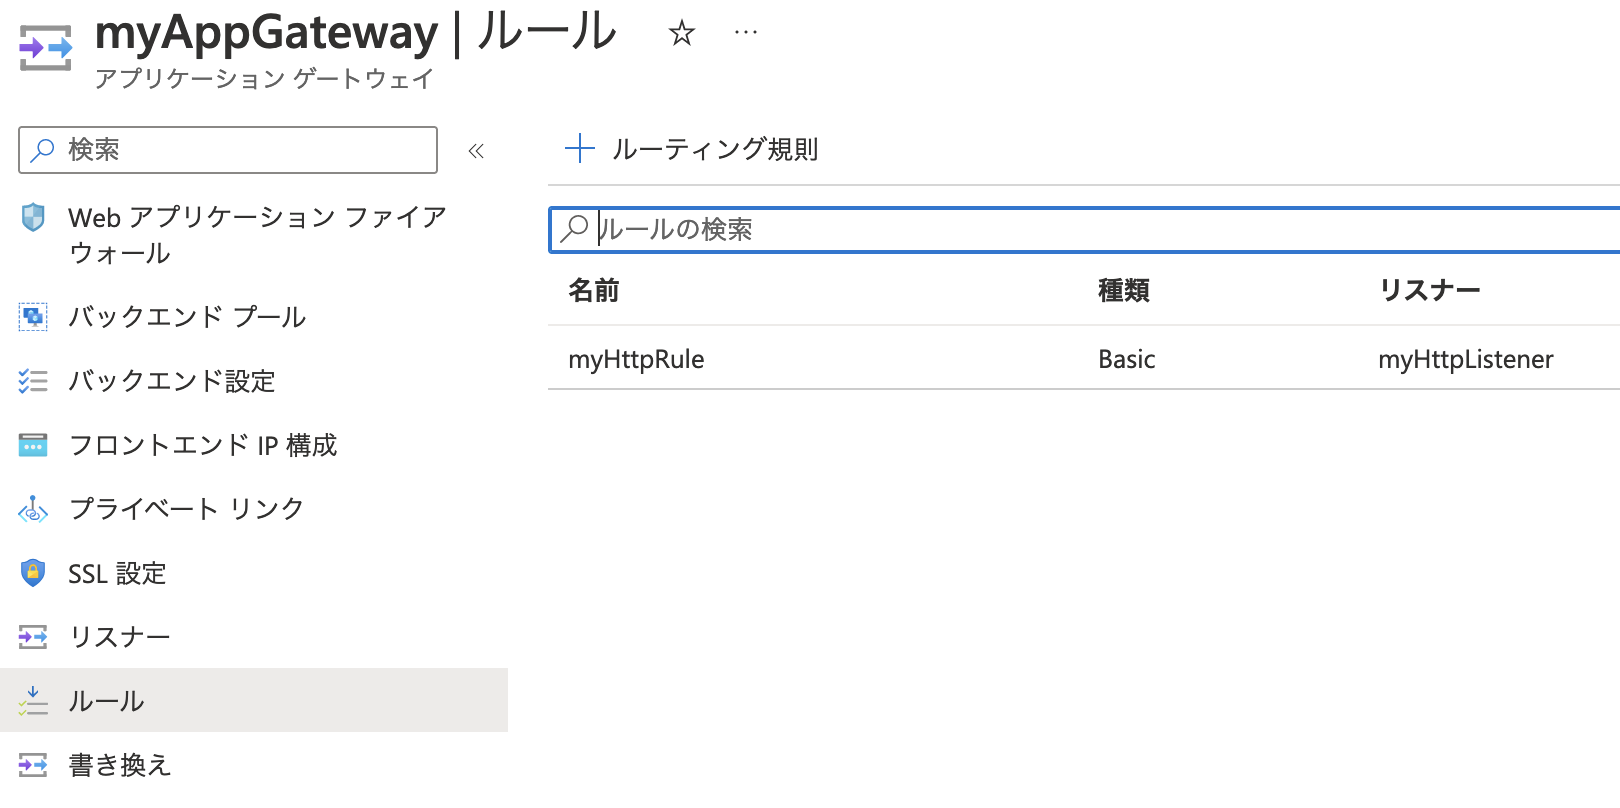 myAppGateway | ルール ☆ …
アプリケーション ゲートウェイ
検索 «
Web アプリケーション ファイア
ウォール
バックエンド プール
バックエンド設定
フロントエンド IP 構成
プライベート リンク
SSL 設定
リスナー
ルール
書き換え
+ ルーティング規則
ルールの検索
名前 種類 リスナー
myHttpRule Basic myHttpListener